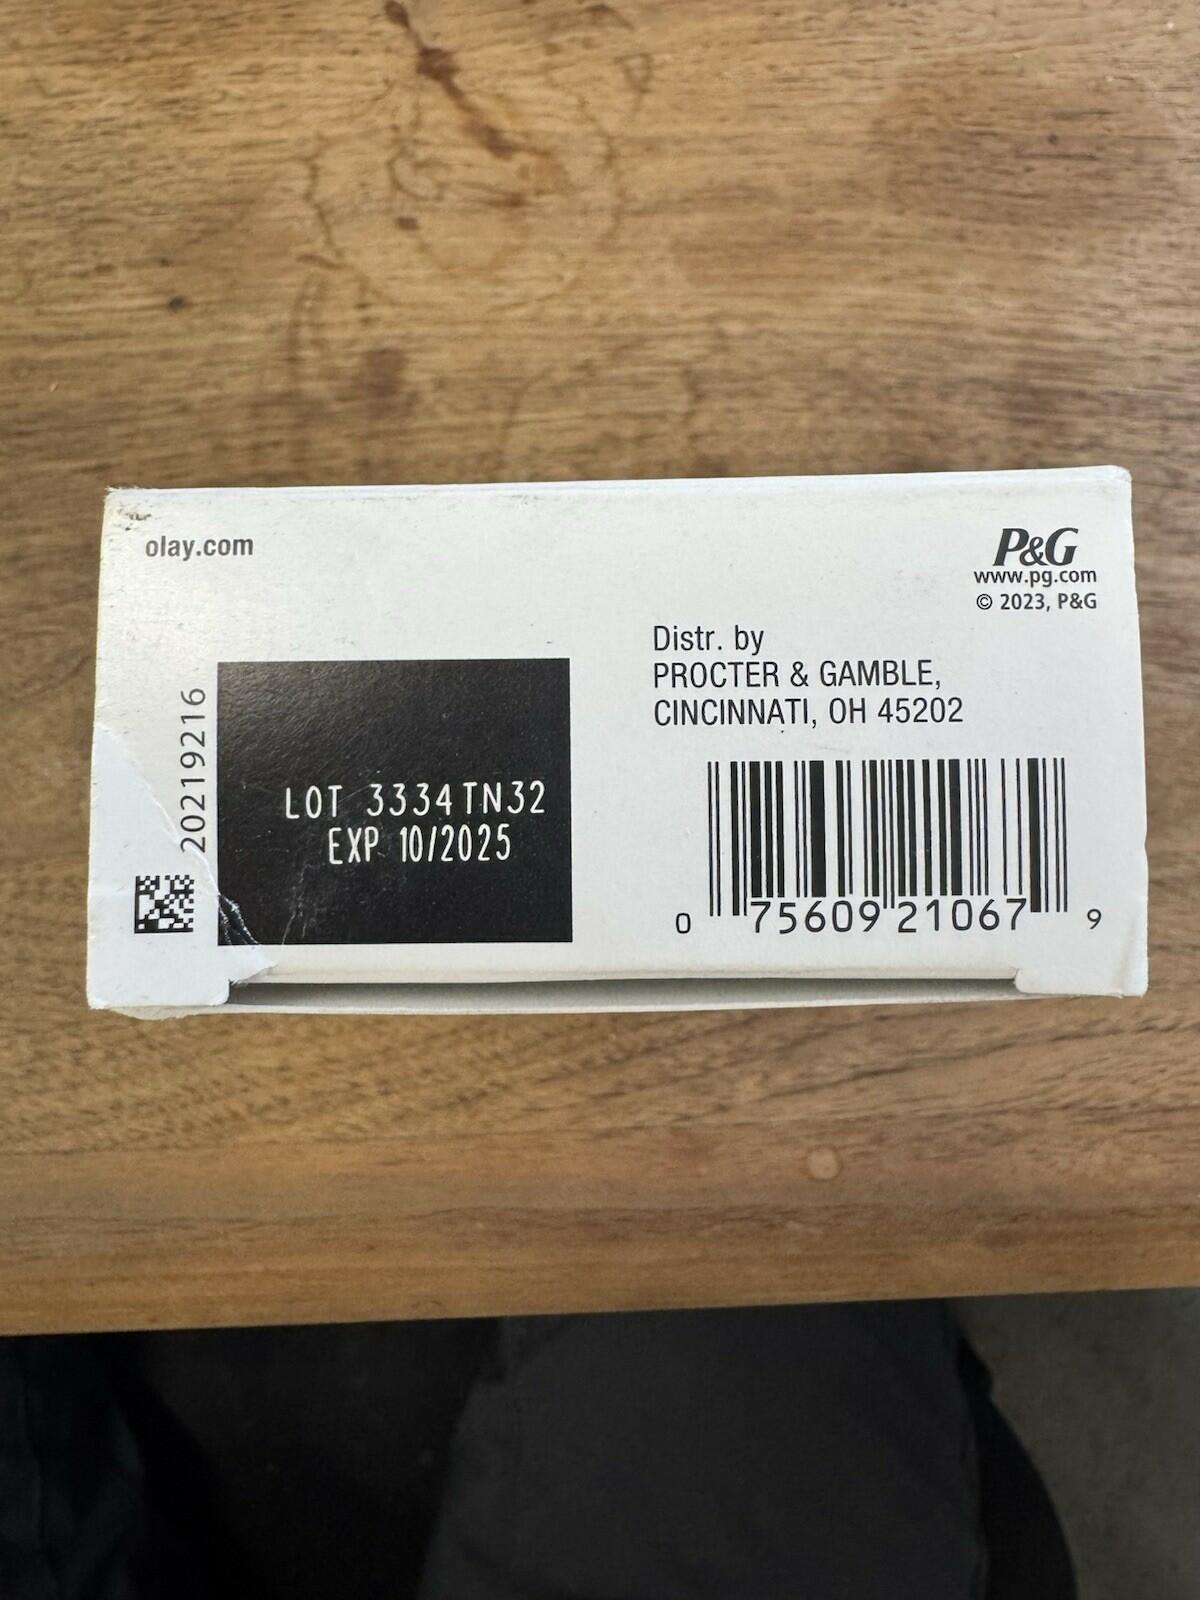 olay.com
P&G
www.pg.com
© 2023, P&G
Distr. by
PROCTER & GAMBLE,
CINCINNATI, OH 45202
20219216
LOT 3334TN32
EXP 10/2025
0 75609 21067 9